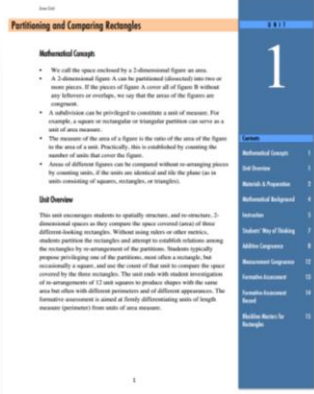 Area Unit
Partitioning and Comparing Rectangles
Mathematical Concepts
• We call the space enclosed by a 2-dimensional figure an area.
• A 2-dimensional figure A can be partitioned (dissected) into two or
more pieces. If the pieces of figure A cover all of figure B without
any leftovers or overlaps, we say that the areas of the figures are
congruent.
• A subdivision can be privileged to constitute a unit of measure. For
example, a square or rectangular or triangular partition can serve as a
unit of area measure.
• The measure of the area of a figure is the ratio of the area of the figure
to the area of a unit. Practically, this is established by counting the
number of units that cover the figure.
• Areas of different figures can be compared without re-arranging pieces
by counting units, if the units are identical and tile the plane (as in
units consisting of squares, rectangles, or triangles).
Unit Overview
This unit encourages students to spatially structure, and re-structure, 2-
dimensional spaces as they compare the space covered (area) of three
different-looking rectangles. Without using rulers or other metrics,
students partition the rectangles and attempt to establish relations among
the rectangles by re-arrangement of the partitions. Students typically
propose privileging one of the partitions, most often a rectangle, but
occasionally a square, and use the count of that unit to compare the space
covered by the three rectangles. The unit ends with student investigation
of re-arrangements of 12 unit squares to produce shapes with the same
area but often with different perimeters and of different appearances. The
formative assessment is aimed at firmly differentiating units of length
measure (perimeter) from units of area measure.
1
UNIT
1
Contents
Mathematical Concepts 1
Unit Overview 1
Materials & Preparation 2
Mathematical Background 4
Instruction 5
Students' Way of Thinking 7
Additive Congruence 8
Measurement Congruence 12
Formative Assessment 13
Formative Assessment 14
Record
Blackline Masters for 15
Rectangles